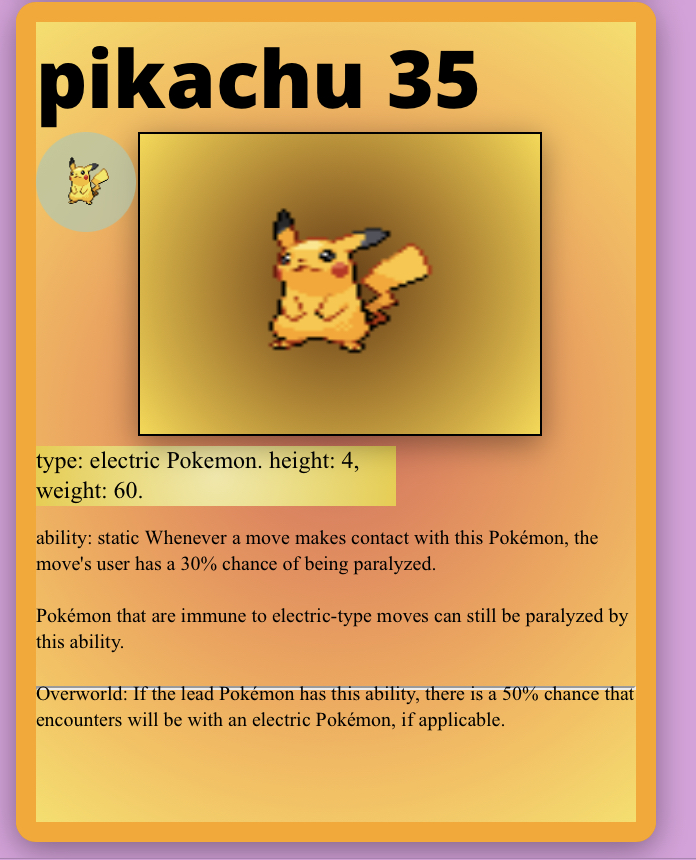 pikachu 35
type: electric Pokemon. height: 4,
weight: 60.
ability: static Whenever a move makes contact with this Pokémon, the
move's user has a 30% chance of being paralyzed.
Pokémon that are immune to electric-type moves can still be paralyzed by
this ability.
Overworld: If the lead Pokémon has this ability, there is a 50% chance that
encounters will be with an electric Pokémon, if applicable.